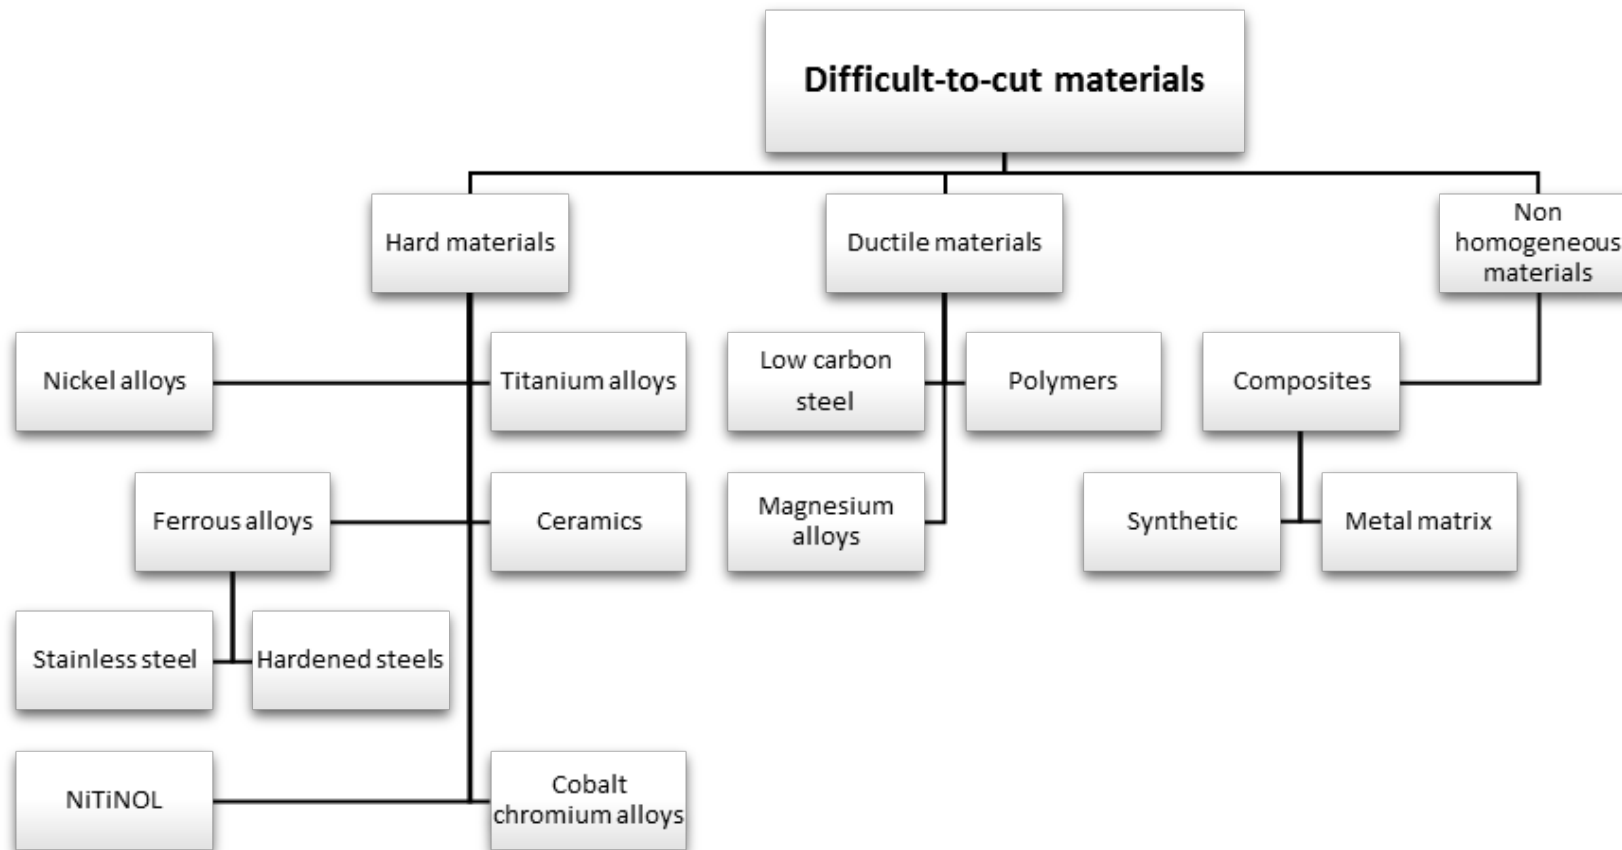 Difficult-to-cut materials
Hard materials
Ductile materials
Non
homogeneous
materials
Nickel alloys
Titanium alloys
Low carbon
steel
Polymers
Composites
Ferrous alloys
Ceramics
Magnesium
alloys
Synthetic
Metal matrix
Stainless steel
Hardened steels
NiTiNOL
Cobalt
chromium alloys